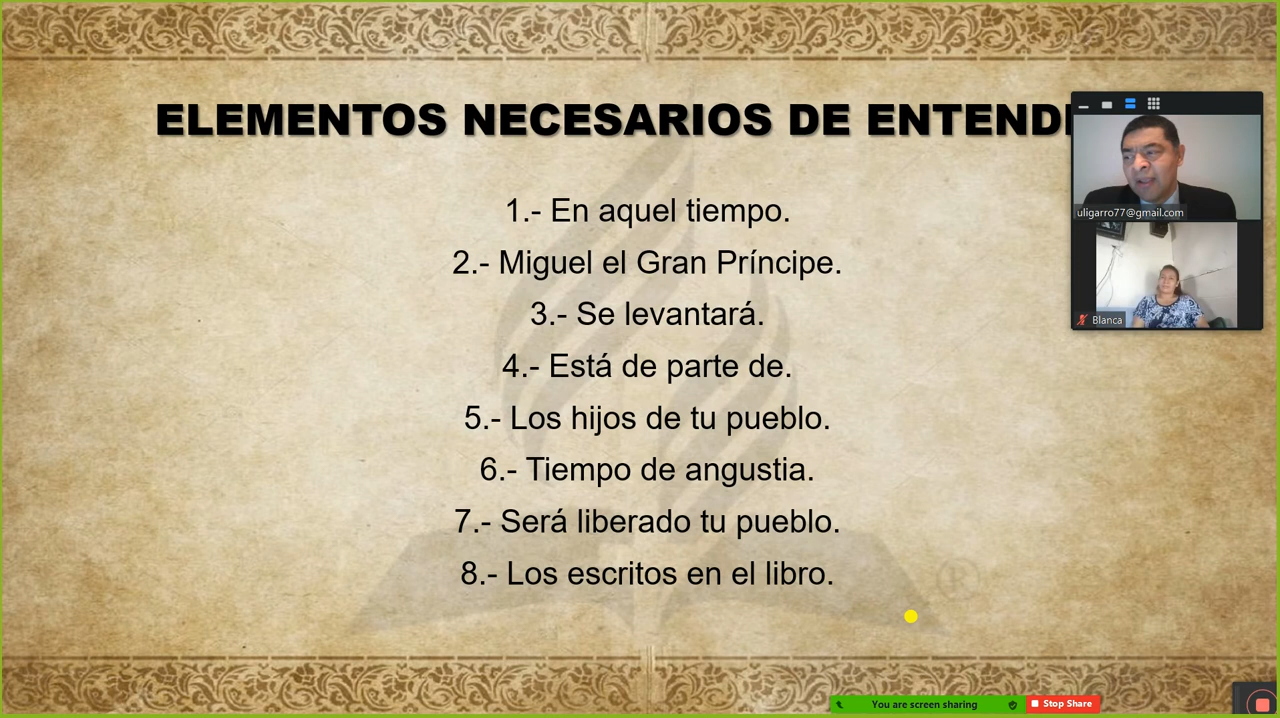 ELEMENTOS NECESARIOS DE
1.- En aquel tiempo.
2.- Miguel el Gran Príncipe.
3.- Se levantará.
4.- Está de parte de.
5.- Los hijos de tu pueblo.
6.- Tiempo de angustia.
7.- Será liberado tu pueblo.
8.- Los escritos en el libro.
®
uligarro77@gmail.com
Blanca
You are screen sharing
Stop Share